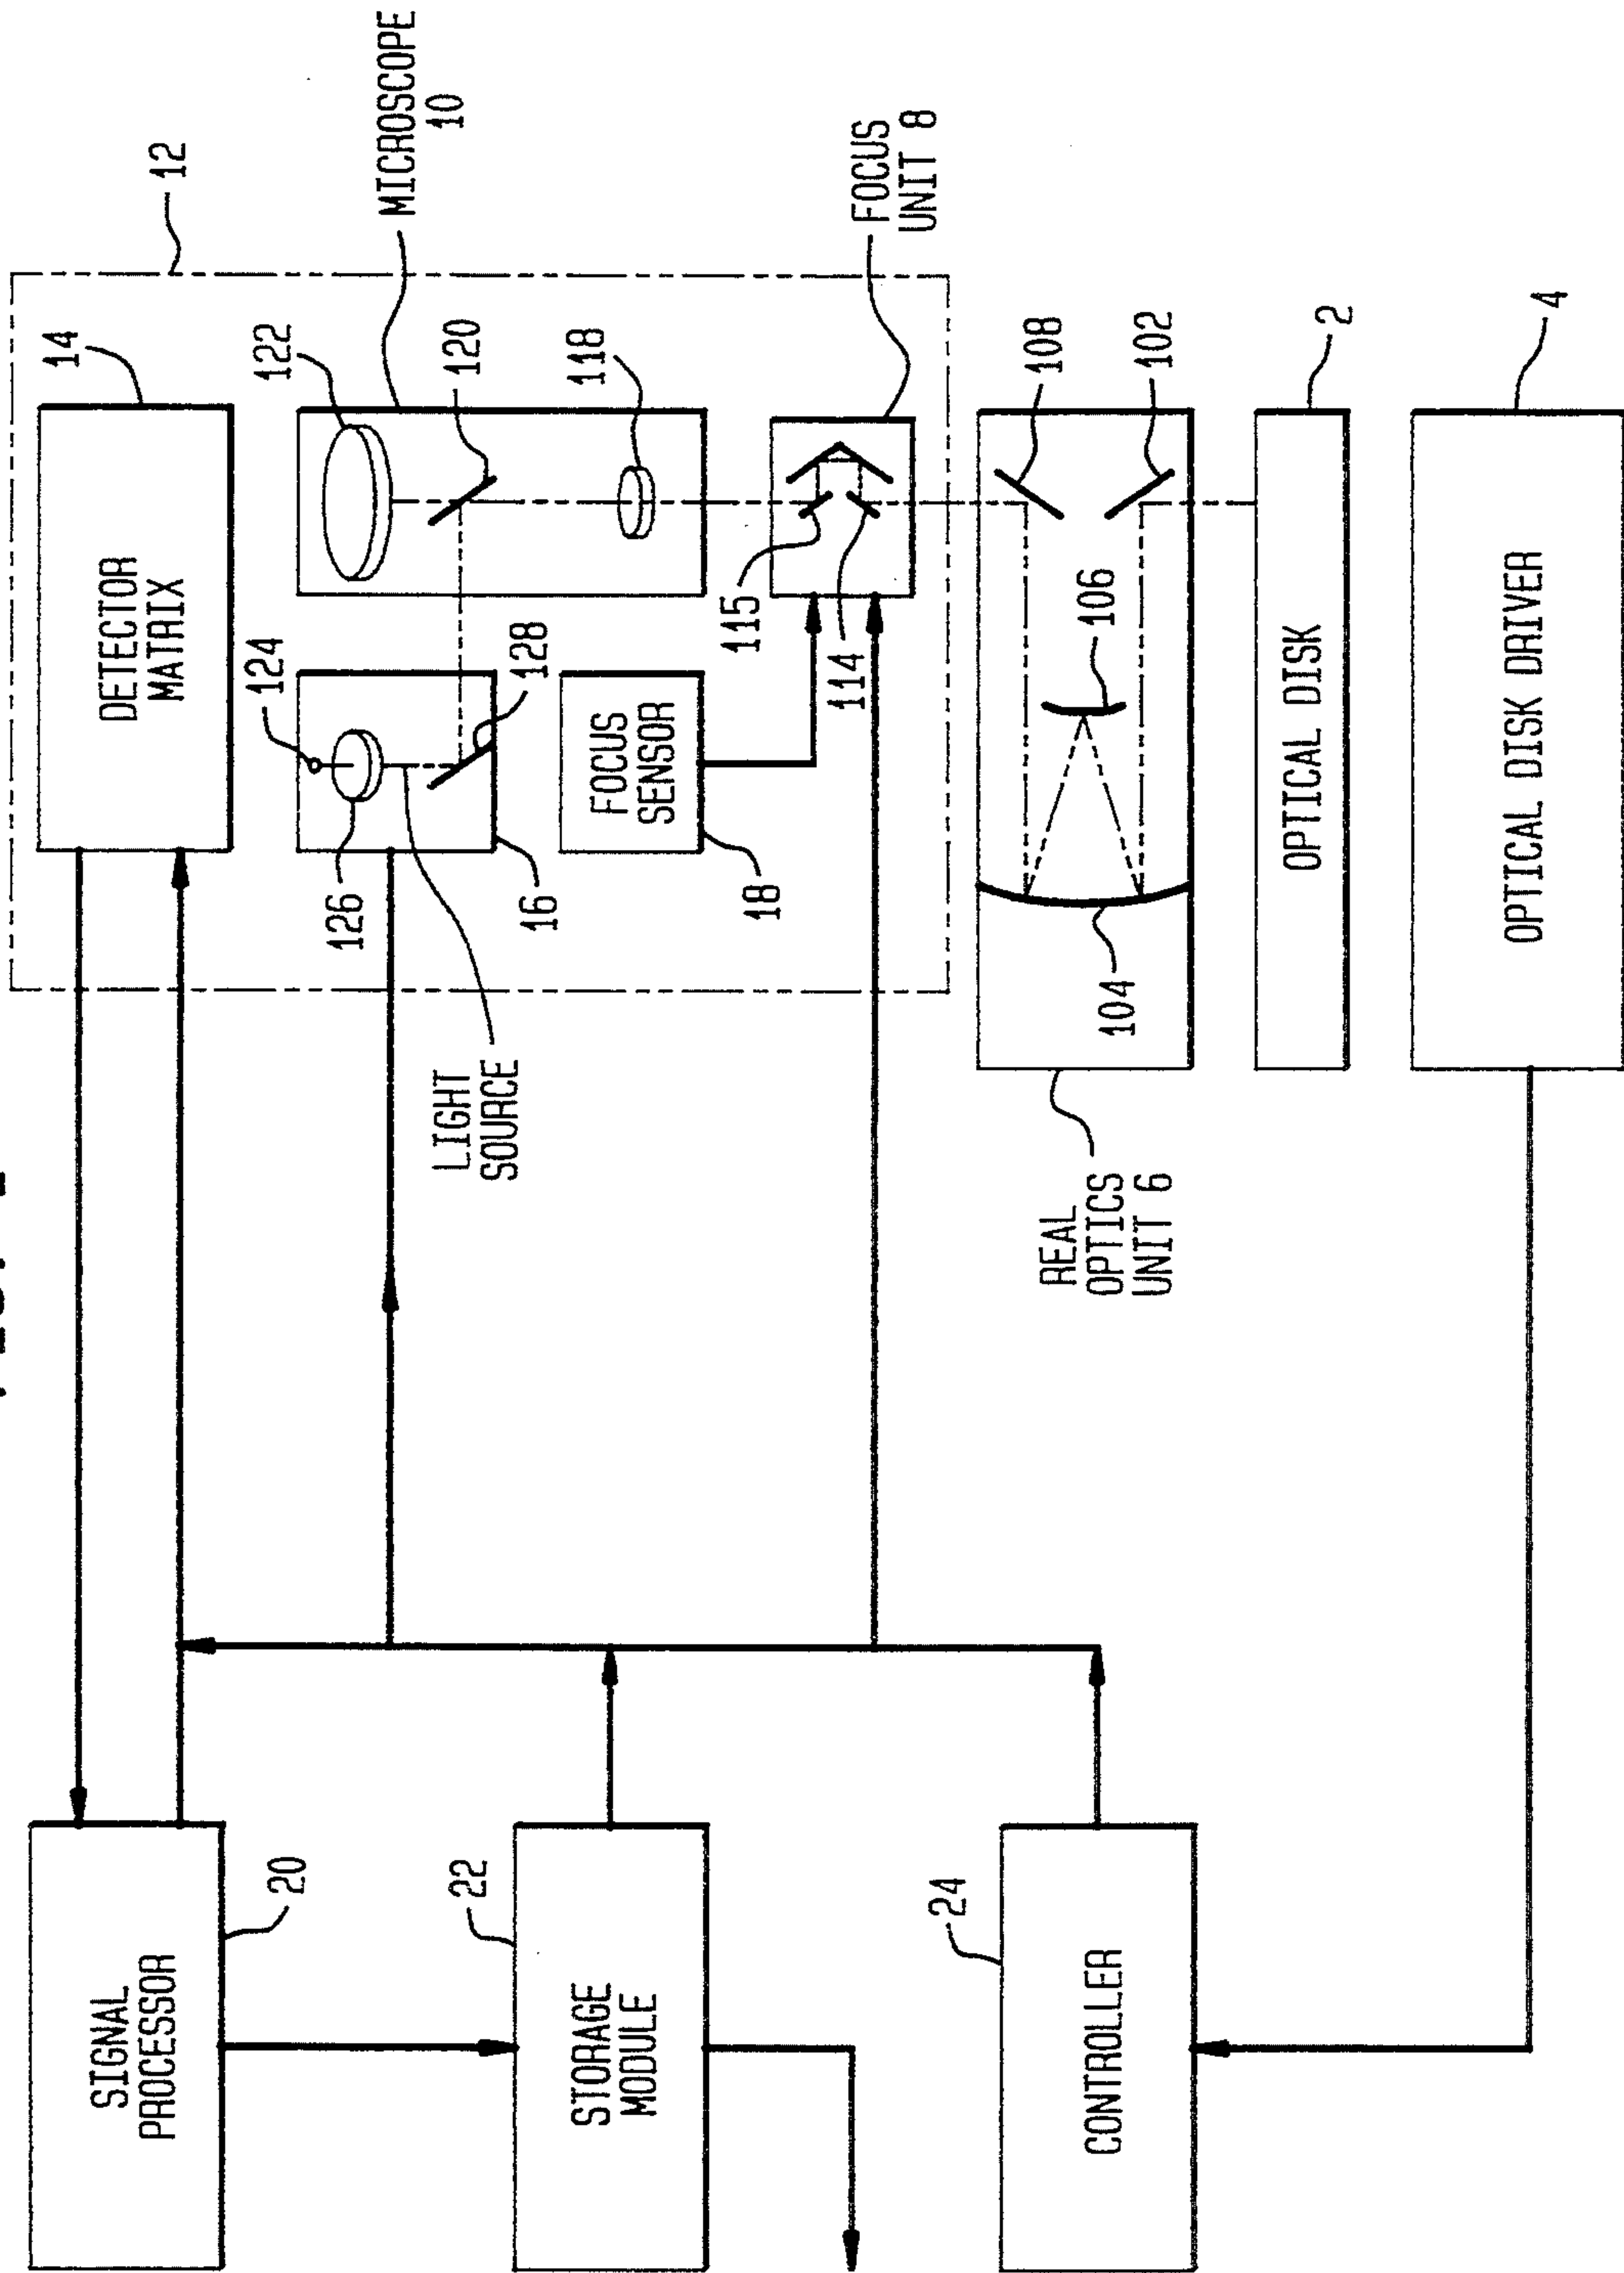 SIGNAL
PROCESSOR
20
DETECTOR
MATRIX
14
12
STORAGE
MODULE
22
LIGHT
SOURCE
124
126
128
16
122
120
118
MICROSCOPE
10
FOCUS
SENSOR
18
115
114
FOCUS
UNIT 8
CONTROLLER
24
REAL
OPTICS
UNIT 6
104
106
108
102
OPTICAL DISK
2
OPTICAL DISK DRIVER
4